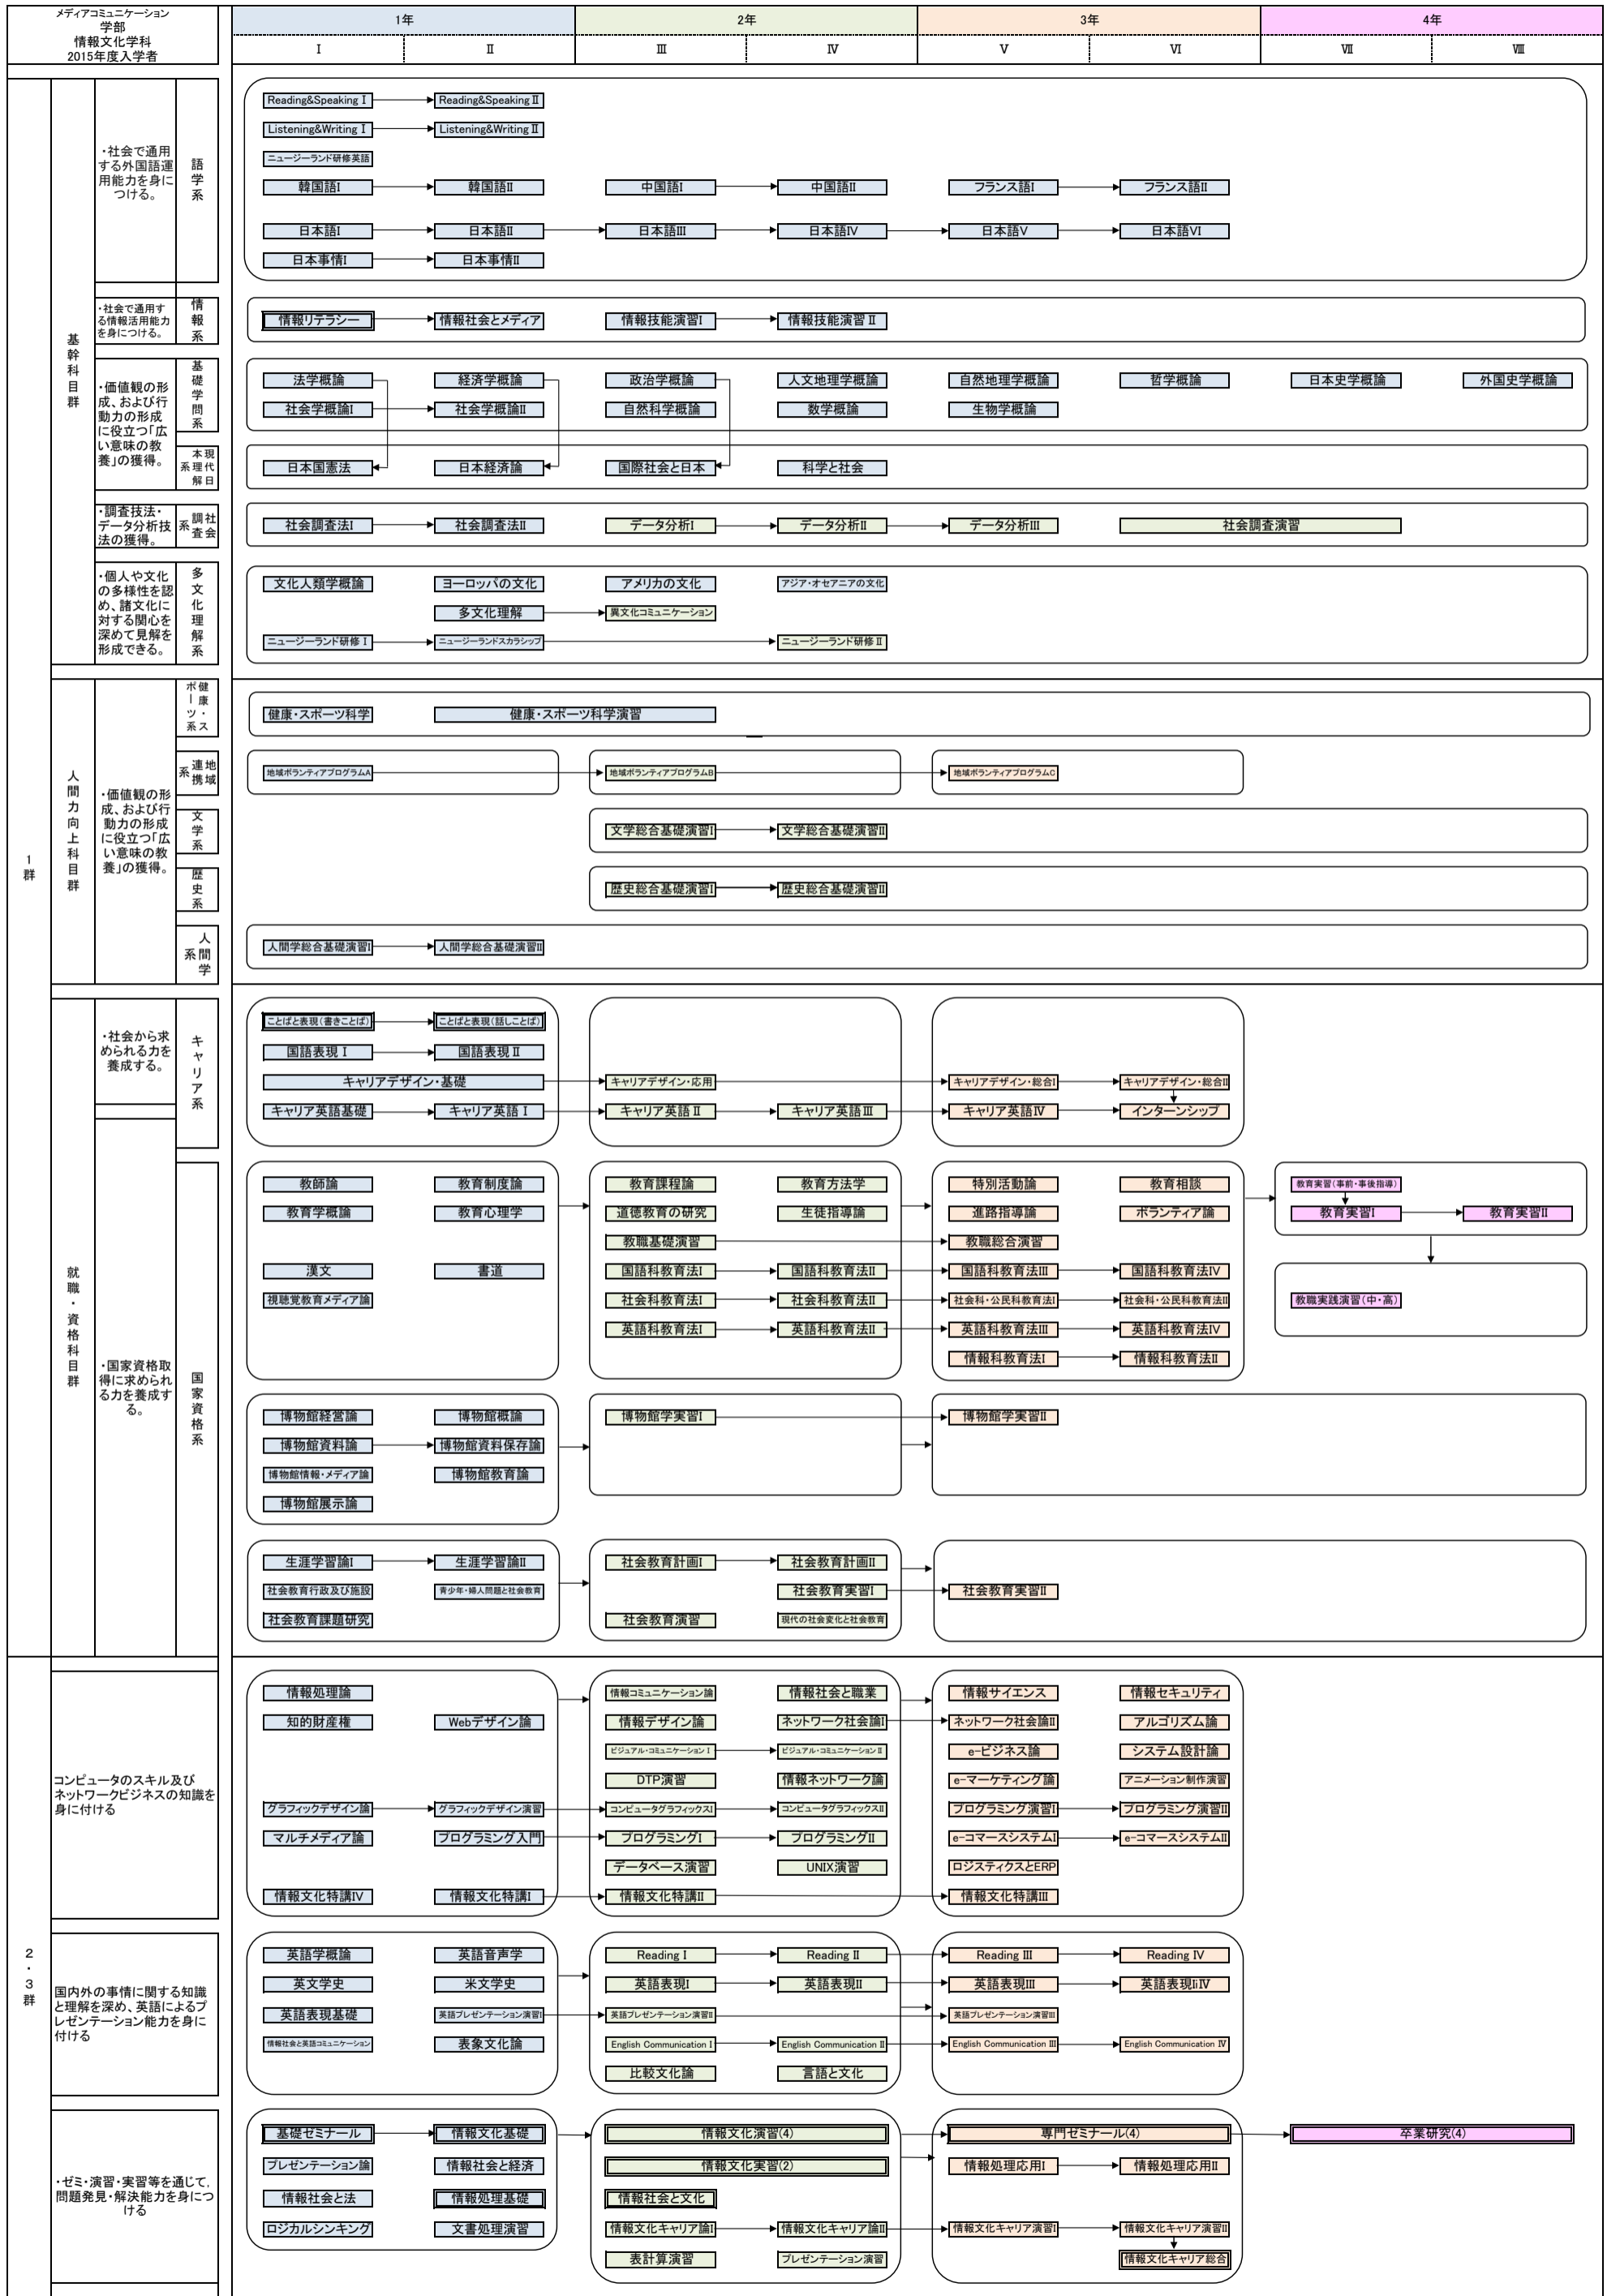 メディアコミュニケーション
学部
情報文化学科
2015年度入学者
1年 2年 3年 4年
Ⅰ Ⅱ Ⅲ Ⅳ Ⅴ Ⅵ Ⅶ Ⅷ
1群
基幹科目群
・社会で通用
する外国語運
用能力を身に
つける。
語学系
Reading&Speaking Ⅰ Reading&Speaking Ⅱ
Listening&Writing Ⅰ Listening&Writing Ⅱ
ニュージーランド研修英語
韓国語Ⅰ 韓国語Ⅱ 中国語Ⅰ 中国語Ⅱ フランス語Ⅰ フランス語Ⅱ
日本語Ⅰ 日本語Ⅱ 日本語Ⅲ 日本語Ⅳ 日本語Ⅴ 日本語Ⅵ
日本事情Ⅰ 日本事情Ⅱ
・社会で通用す
る情報活用能力
を身につける。
情報系
情報リテラシー 情報社会とメディア 情報技能演習Ⅰ 情報技能演習 Ⅱ
・価値観の形
成、および行
動力の形成
に役立つ「広
い意味の教
養」の獲得。
基礎学問系
法学概論 経済学概論 政治学概論 人文地理学概論 自然地理学概論 哲学概論 日本史学概論 外国史学概論
社会学概論Ⅰ 社会学概論Ⅱ 自然科学概論 数学概論 生物学概論
現代日本理解系
日本国憲法 日本経済論 国際社会と日本 科学と社会
・調査技法・
データ分析技
法の獲得。
社会調査系
社会調査法Ⅰ 社会調査法Ⅱ データ分析Ⅰ データ分析Ⅱ データ分析Ⅲ 社会調査演習
・個人や文化
の多様性を認
め、諸文化に
対する関心を
深めて見解を
形成できる。
多文化理解系
文化人類学概論 ヨーロッパの文化 アメリカの文化 アジア・オセアニアの文化
多文化理解 異文化コミュニケーション
ニュージーランド研修 Ⅰ ニュージーランドスカラシップ ニュージーランド研修 Ⅱ
人間力向上科目群
・価値観の形
成、および行
動力の形成
に役立つ「広
い意味の教
養」の獲得。
健康・スポーツ系
健康・スポーツ科学 健康・スポーツ科学演習
地域連携系
地域ボランティアプログラムA 地域ボランティアプログラムB 地域ボランティアプログラムC
文学系
文学総合基礎演習Ⅰ 文学総合基礎演習Ⅱ
歴史系
歴史総合基礎演習Ⅰ 歴史総合基礎演習Ⅱ
人間学系
人間学総合基礎演習Ⅰ 人間学総合基礎演習Ⅱ
就職・資格科目群
・社会から求
められる力を
養成する。
キャリア系
ことばと表現(書きことば) ことばと表現(話しことば)
国語表現 Ⅰ 国語表現 Ⅱ
キャリアデザイン・基礎 キャリアデザイン・応用 キャリアデザイン・総合Ⅰ キャリアデザイン・総合Ⅱ
キャリア英語基礎 キャリア英語 Ⅰ キャリア英語 Ⅱ キャリア英語Ⅲ キャリア英語Ⅳ インターンシップ
・国家資格取
得に求められ
る力を養成す
る。
国家資格系
教師論 教育制度論 教育課程論 教育方法学 特別活動論 教育相談 教育実習(事前・事後指導)
教育学概論 教育心理学 道徳教育の研究 生徒指導論 進路指導論 ボランティア論 教育実習Ⅰ 教育実習Ⅱ
教職基礎演習 教職総合演習
漢文 書道 国語科教育法Ⅰ 国語科教育法Ⅱ 国語科教育法Ⅲ 国語科教育法Ⅳ
視聴覚教育メディア論 社会科教育法Ⅰ 社会科教育法Ⅱ 社会科・公民科教育法Ⅰ 社会科・公民科教育法Ⅱ 教職実践演習(中・高)
英語科教育法Ⅰ 英語科教育法Ⅱ 英語科教育法Ⅲ 英語科教育法Ⅳ
情報科教育法Ⅰ 情報科教育法Ⅱ
博物館経営論 博物館概論 博物館学実習Ⅰ 博物館学実習Ⅱ
博物館資料論 博物館資料保存論
博物館情報・メディア論 博物館教育論
博物館展示論
生涯学習論Ⅰ 生涯学習論Ⅱ 社会教育計画Ⅰ 社会教育計画Ⅱ
社会教育行政及び施設 青少年・婦人問題と社会教育 社会教育実習Ⅰ 社会教育実習Ⅱ
社会教育課題研究 社会教育演習 現代の社会変化と社会教育
2・3群
コンピュータのスキル及び
ネットワークビジネスの知識を
身に付ける
情報処理論 情報コミュニケーション論 情報社会と職業 情報サイエンス 情報セキュリティ
知的財産権 Webデザイン論 情報デザイン論 ネットワーク社会論Ⅰ ネットワーク社会論Ⅱ アルゴリズム論
ビジュアル・コミュニケーション Ⅰ ビジュアル・コミュニケーション Ⅱ e-ビジネス論 システム設計論
DTP演習 情報ネットワーク論 e-マーケティング論 アニメーション制作演習
グラフィックデザイン論 グラフィックデザイン演習 コンピュータグラフィックスⅠ コンピュータグラフィックスⅡ プログラミング演習Ⅰ プログラミング演習Ⅱ
マルチメディア論 プログラミング入門 プログラミングⅠ プログラミングⅡ e-コマースシステムⅠ e-コマースシステムⅡ
データベース演習 UNIX演習 ロジスティクスとERP
情報文化特講Ⅳ 情報文化特講Ⅰ 情報文化特講Ⅱ 情報文化特講Ⅲ
国内外の事情に関する知識
と理解を深め、英語によるプ
レゼンテーション能力を身に
付ける
英語学概論 英語音声学 Reading Ⅰ Reading Ⅱ Reading Ⅲ Reading Ⅳ
英文学史 米文学史 英語表現Ⅰ 英語表現Ⅱ 英語表現Ⅲ 英語表現ⅠiⅣ
英語表現基礎 英語プレゼンテーション演習Ⅰ 英語プレゼンテーション演習Ⅱ 英語プレゼンテーション演習Ⅲ
情報社会と英語コミュニケーション 表象文化論 English Communication Ⅰ English Communication Ⅱ English Communication Ⅲ English Communication Ⅳ
比較文化論 言語と文化
・ゼミ・演習・実習等を通じて、
問題発見・解決能力を身につ
ける
基礎ゼミナール 情報文化基礎 情報文化演習(4) 専門ゼミナール(4) 卒業研究(4)
プレゼンテーション論 情報社会と経済 情報文化実習(2) 情報処理応用Ⅰ 情報処理応用Ⅱ
情報社会と法 情報処理基礎 情報社会と文化
ロジカルシンキング 文書処理演習 情報文化キャリア論Ⅰ 情報文化キャリア論Ⅱ 情報文化キャリア演習Ⅰ 情報文化キャリア演習Ⅱ
表計算演習 プレゼンテーション演習 情報文化キャリア総合